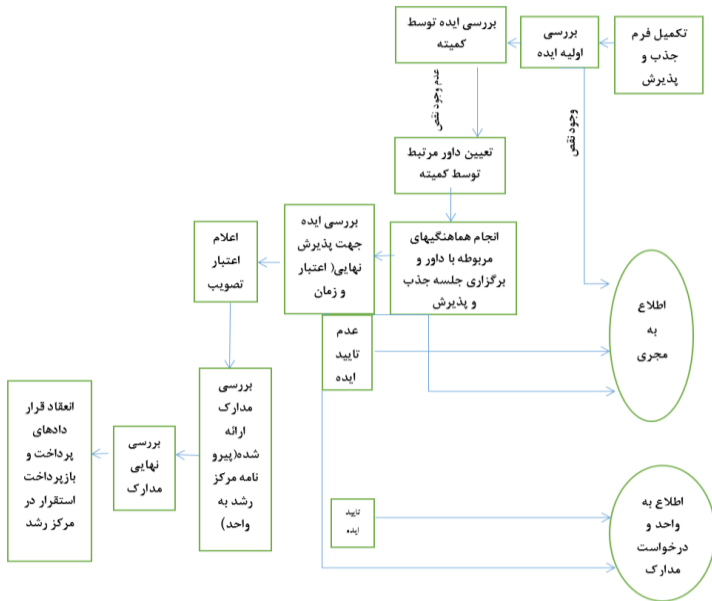 تکمیل فرم
جذب و
پذیرش
بررسی
اولیه ایده
بررسی ایده توسط
کمیته
وجود نقص
عدم وجود نقص
تعیین داور مرتبط
توسط کمیته
انجام هماهنگیهای
مربوطه با داور و
برگزاری جلسه جذب
و پذیرش
بررسی ایده
جهت پذیرش
نهایی( اعتبار
و زمان
اعلام
اعتبار
تصویب
اطلاع
به
مجری
عدم
تایید
ایده
بررسی
مدارک
ارائه
شده(پیرو
نامه مرکز
رشد به
واحد)
بررسی
نهایی
مدارک
انعقاد قرار
دادهای
پرداخت و
بازپرداخت
استقرار در
مرکز رشد
تایید
ایده
اطلاع به
واحد و
درخواست
مدارک